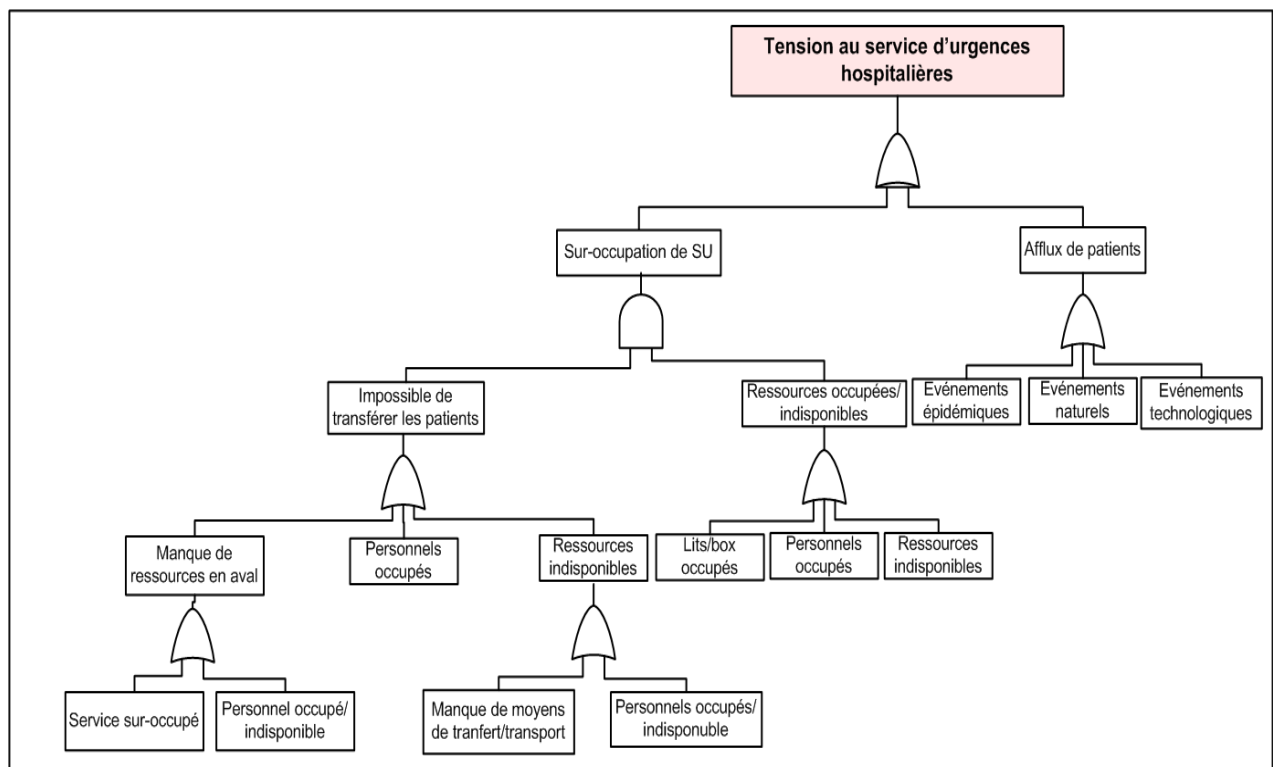 Tension au service d'urgences
hospitalières
Sur-occupation de SU
Afflux de patients
Impossible de
transférer les patients
Ressources occupées/
indisponibles
Evénements
épidémiques
Evénements
naturels
Evénements
technologiques
Manque de
ressources en aval
Personnels
occupés
Ressources
indisponibles
Lits/box
occupés
Personnels
occupés
Ressources
indisponibles
Service sur-occupé
Personnel occupé/
indisponible
Manque de moyens
de tranfert/transport
Personnels occupés/
indisponuble